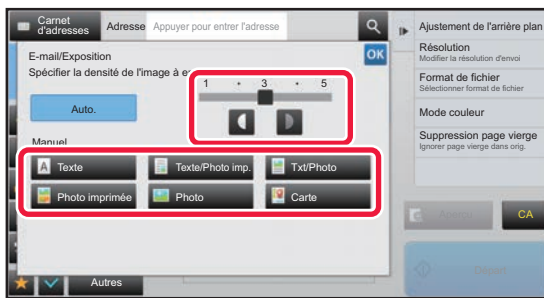 Carnet d'adresses
Adresse
Appuyer pour entrer l'adresse
E-mail/Exposition
OK
Spécifier la densité de l'image à
1 • 3 • 5
Auto.
Manuel
A Texte
Texte/Photo imp.
Txt/Photo
Photo imprimée
Photo
Carte
Autres
Ajustement de l'arrière plan
Résolution
Modifier la résolution d'envoi
Format de fichier
Sélectionner format de fichier
Mode couleur
Suppression page vierge
Ignorer page vierge dans orig.
Aperçu
CA
Départ